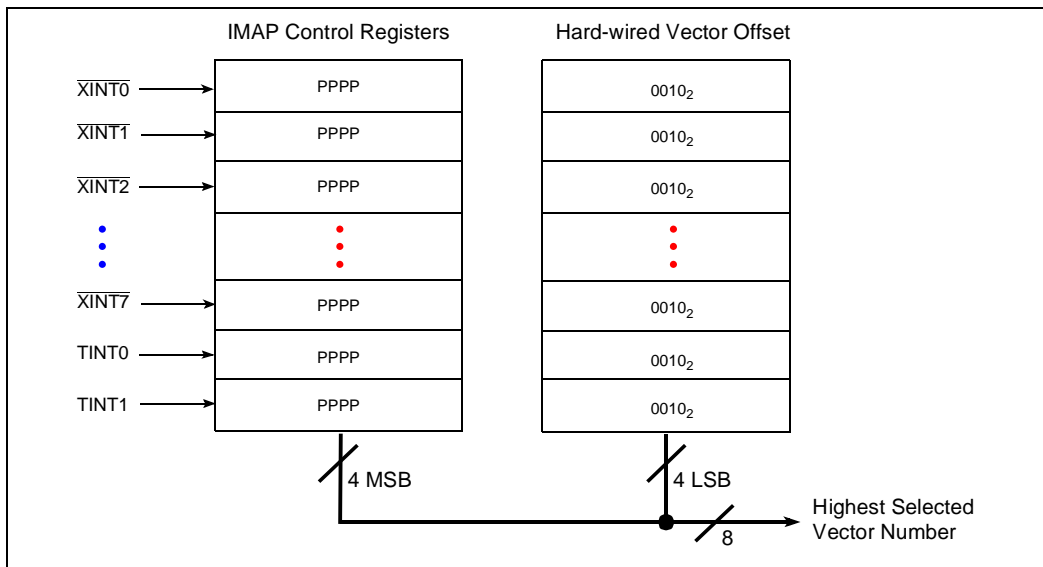 IMAP Control Registers
Hard-wired Vector Offset
XINT0 PPPP 0010₂
XINT1 PPPP 0010₂
XINT2 PPPP 0010₂
XINT7 PPPP 0010₂
TINT0 PPPP 0010₂
TINT1 PPPP 0010₂
4 MSB
4 LSB
8
Highest Selected
Vector Number